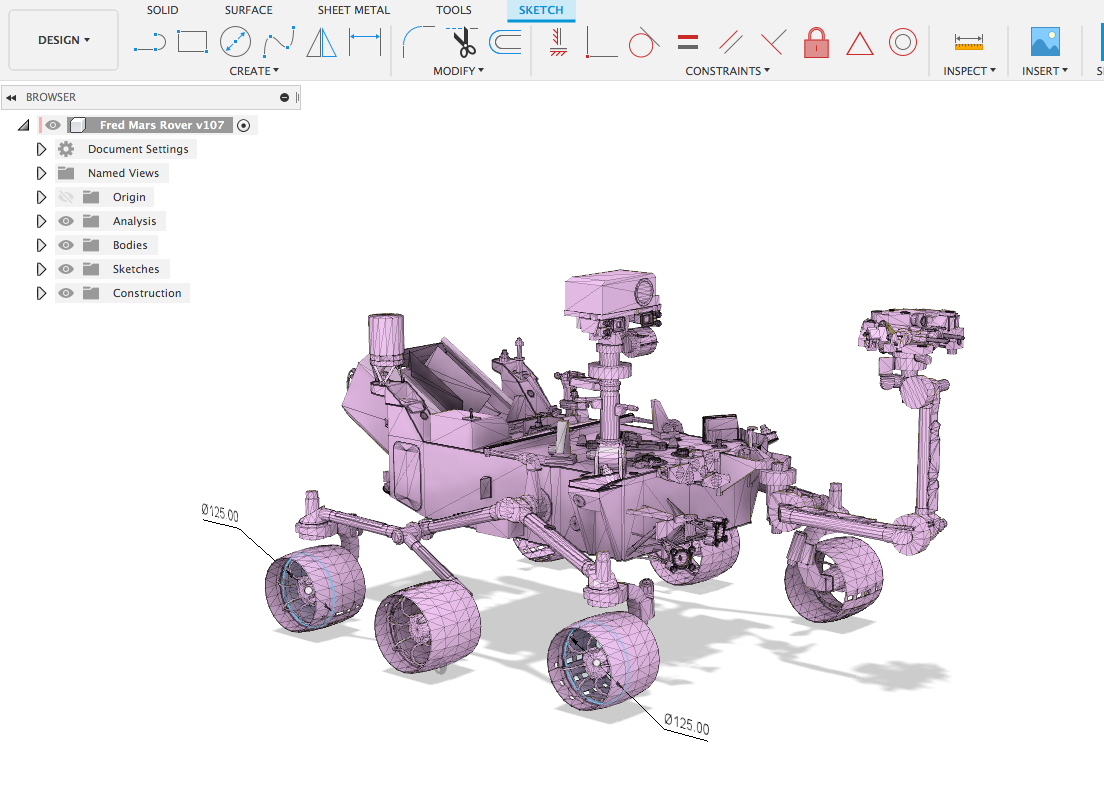 SOLID SURFACE SHEET METAL TOOLS SKETCH
DESIGN ▾
CREATE ▾ MODIFY ▾ CONSTRAINTS ▾ INSPECT ▾ INSERT ▾
BROWSER
Fred Mars Rover v107
Document Settings
Named Views
Origin
Analysis
Bodies
Sketches
Construction
Ø125.00
Ø125.00